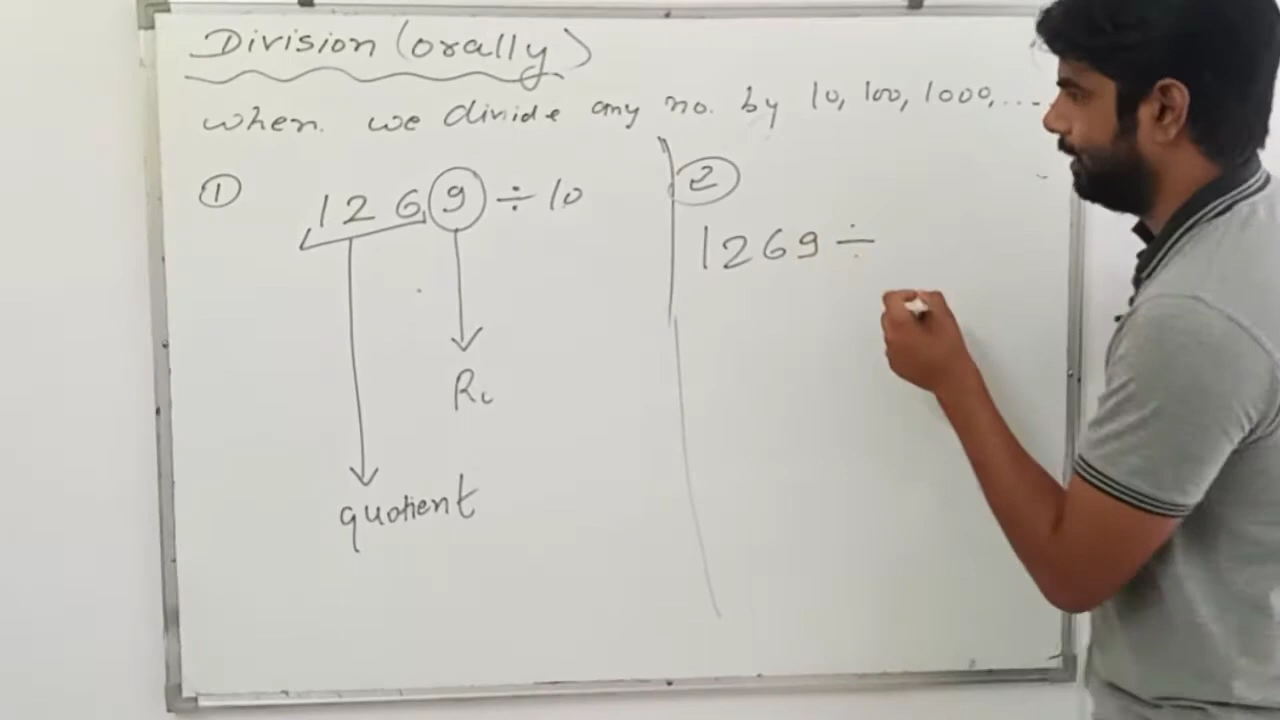 Division (orally)
when we divide any no. by 10, 100, 1000, ...
① 1269 ÷ 10
R
quotient
②
1269 ÷